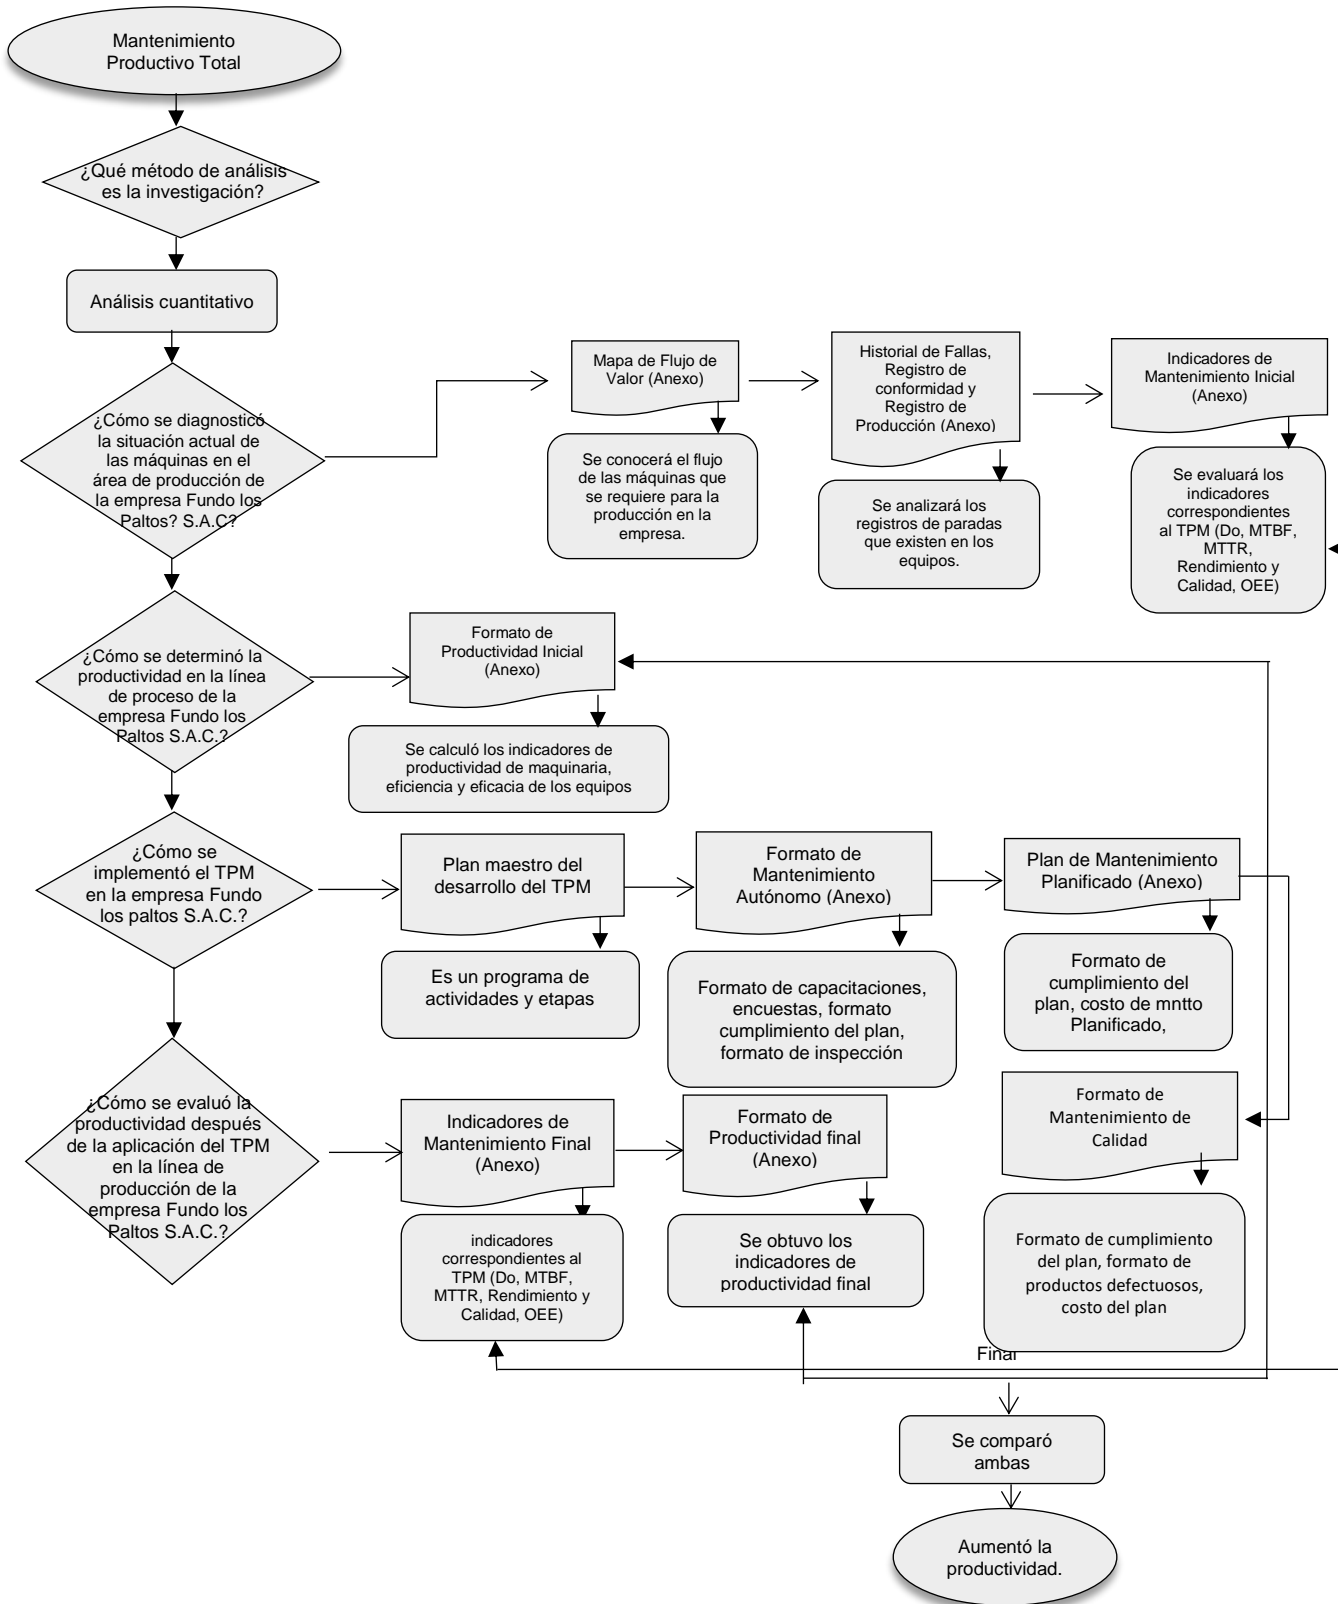 Mantenimiento
Productivo Total
¿Qué método de análisis
es la investigación?
Análisis cuantitativo
¿Cómo se diagnosticó
la situación actual de
las máquinas en el
área de producción de
la empresa Fundo los
Paltos? S.A.C?
Mapa de Flujo de
Valor (Anexo)
Se conocerá el flujo
de las máquinas que
se requiere para la
producción en la
empresa.
Historial de Fallas,
Registro de
conformidad y
Registro de
Producción (Anexo)
Se analizará los
registros de paradas
que existen en los
equipos.
Indicadores de
Mantenimiento Inicial
(Anexo)
Se evaluará los
indicadores
correspondientes
al TPM (Do, MTBF,
MTTR,
Rendimiento y
Calidad, OEE)
¿Cómo se determinó la
productividad en la línea
de proceso de la
empresa Fundo los
Paltos S.A.C.?
Formato de
Productividad Inicial
(Anexo)
Se calculó los indicadores de
productividad de maquinaria,
eficiencia y eficacia de los equipos
¿Cómo se
implementó el TPM
en la empresa Fundo
los paltos S.A.C.?
Plan maestro del
desarrollo del TPM
Es un programa de
actividades y etapas
Formato de
Mantenimiento
Autónomo (Anexo)
Formato de capacitaciones,
encuestas, formato
cumplimiento del plan,
formato de inspección
Plan de Mantenimiento
Planificado (Anexo)
Formato de
cumplimiento del
plan, costo de mntto
Planificado,
Formato de
Mantenimiento de
Calidad
Formato de cumplimiento
del plan, formato de
productos defectuosos,
costo del plan
¿Cómo se evaluó la
productividad después
de la aplicación del TPM
en la línea de
producción de la
empresa Fundo los
Paltos S.A.C.?
Indicadores de
Mantenimiento Final
(Anexo)
indicadores
correspondientes al
TPM (Do, MTBF,
MTTR, Rendimiento y
Calidad, OEE)
Formato de
Productividad final
(Anexo)
Se obtuvo los
indicadores de
productividad final
Final
Se comparó
ambas
Aumentó la
productividad.